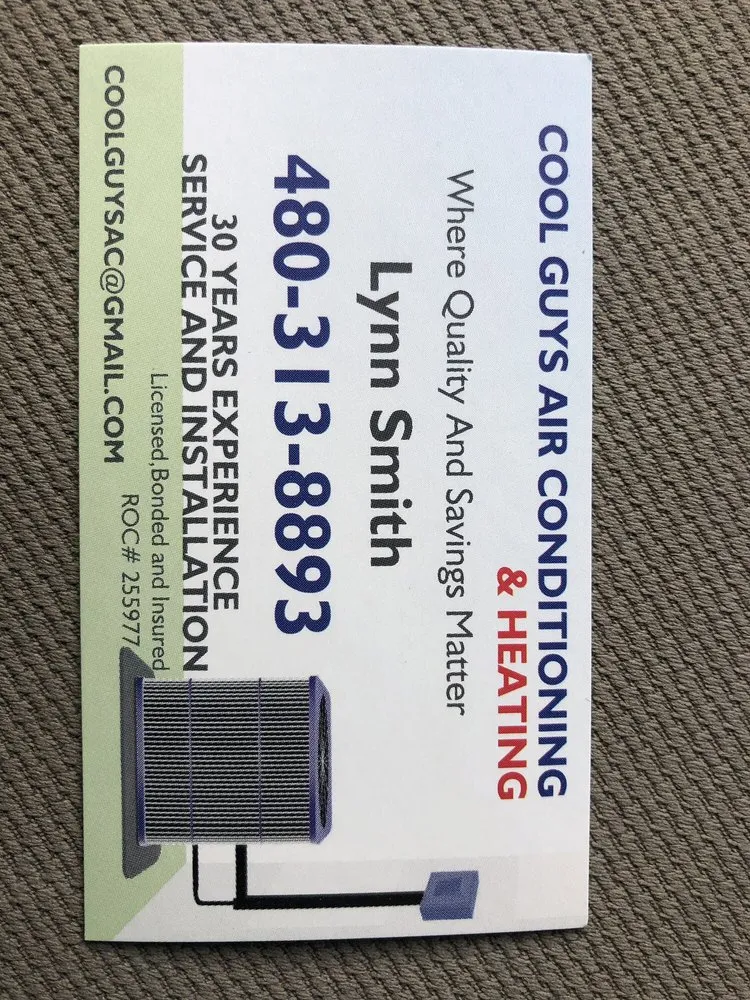 COOL GUYS AIR CONDITIONING
& HEATING
Where Quality And Savings Matter
Lynn Smith
480-313-8893
30 YEARS EXPERIENCE
SERVICE AND INSTALLATION
Licensed,Bonded and Insured
ROC# 255977
COOLGUYSAC@GMAIL.COM